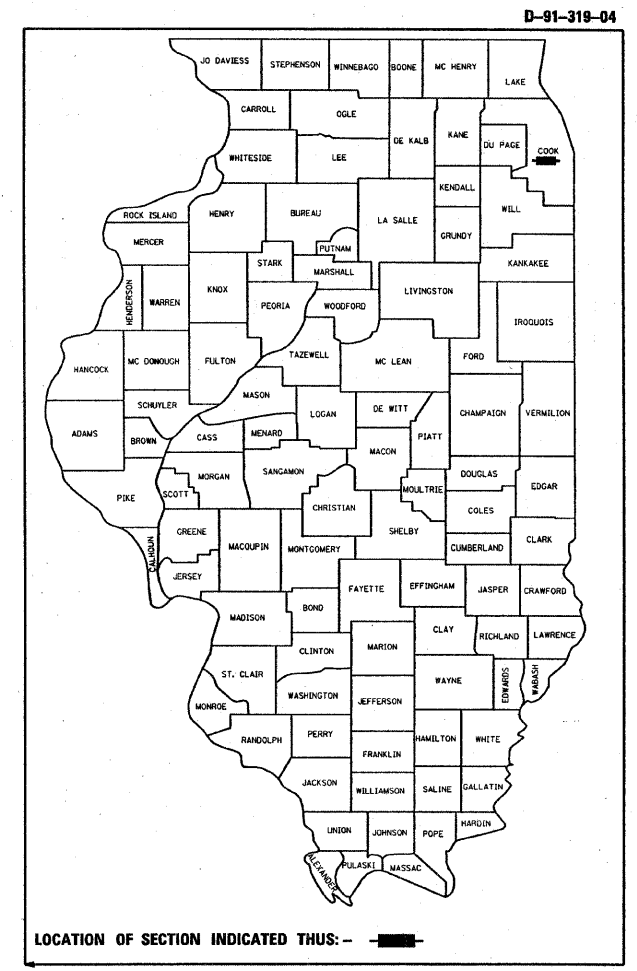 D-91-319-04
JO DAVIESS
STEPHENSON
WINNEBAGO
BOONE
MC HENRY
LAKE
CARROLL
OGLE
DE KALB
KANE
DU PAGE
COOK
WHITESIDE
LEE
KENDALL
WILL
ROCK ISLAND
HENRY
BUREAU
LA SALLE
GRUNDY
MERCER
PUTNAM
STARK
MARSHALL
KANKAKEE
HENDERSON
WARREN
KNOX
PEORIA
WOODFORD
LIVINGSTON
IROQUOIS
HANCOCK
MC DONOUGH
FULTON
TAZEWELL
MC LEAN
FORD
MASON
SCHUYLER
LOGAN
DE WITT
CHAMPAIGN
VERMILION
ADAMS
BROWN
CASS
MENARD
PIATT
MACON
MORGAN
SANGAMON
DOUGLAS
EDGAR
PIKE
SCOTT
CHRISTIAN
MOULTRIE
COLES
GREENE
MACOUPIN
MONTGOMERY
SHELBY
CUMBERLAND
CLARK
CALHOUN
JERSEY
FAYETTE
EFFINGHAM
JASPER
CRAWFORD
MADISON
BOND
CLAY
RICHLAND
LAWRENCE
CLINTON
MARION
ST. CLAIR
WAYNE
EDWARDS
WABASH
WASHINGTON
JEFFERSON
MONROE
RANDOLPH
PERRY
HAMILTON
WHITE
FRANKLIN
JACKSON
WILLIAMSON
SALINE
GALLATIN
UNION
JOHNSON
POPE
HARDIN
ALEXANDER
PULASKI
MASSAC
LOCATION OF SECTION INDICATED THUS: -